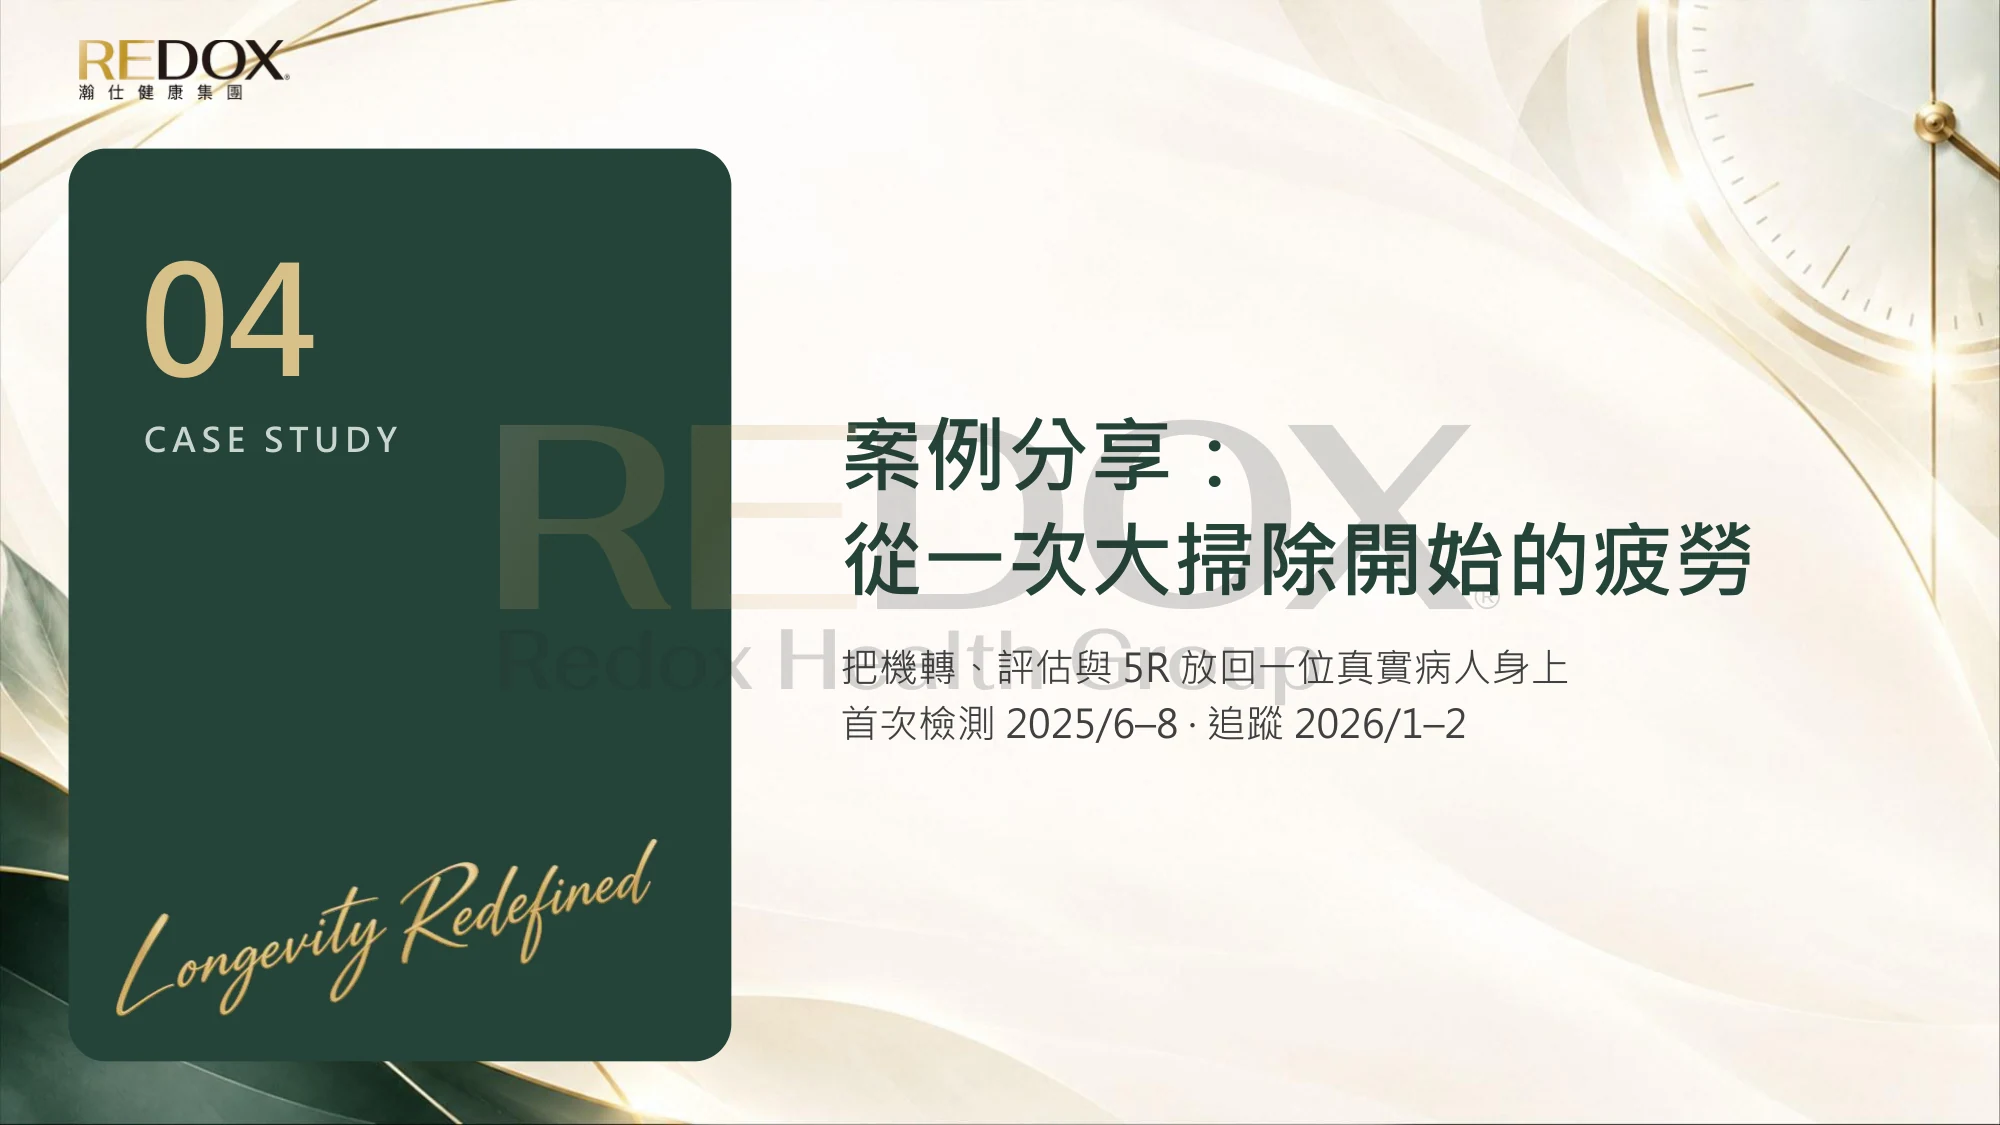 REDOX®
瀚仕健康集團
04
CASE STUDY
案例分享：
從一次大掃除開始的疲勞
把機轉、評估與 5R 放回一位真實病人身上
首次檢測 2025/6–8 · 追蹤 2026/1–2
Longevity Redefined
REDOX®
Redox Health Group